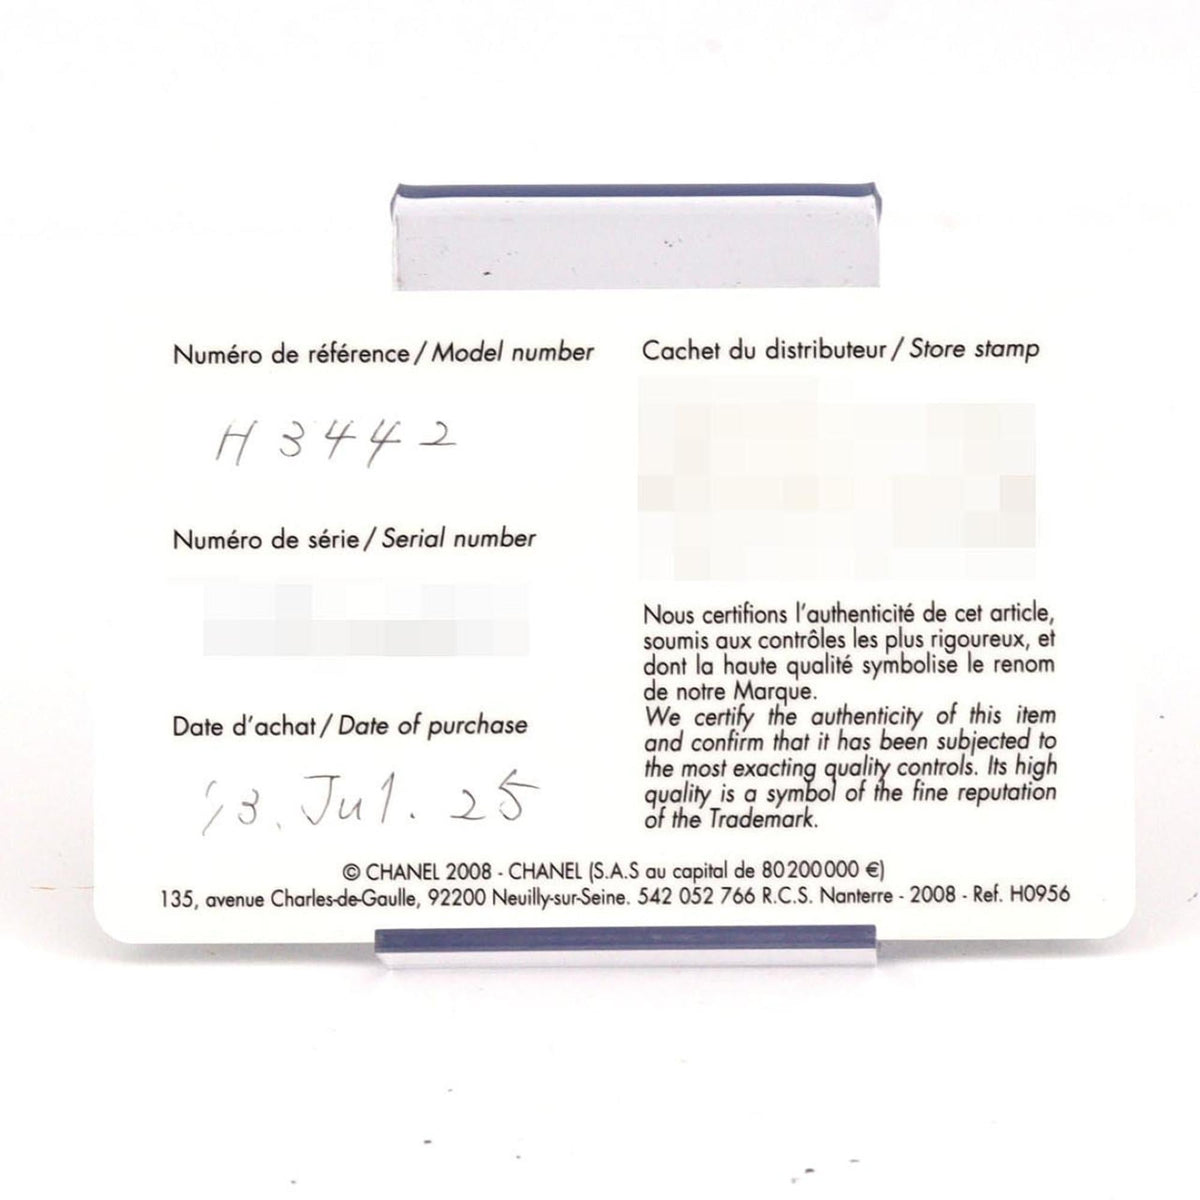 Numéro de référence / Model number
H3442
Numéro de série / Serial number
Date d'achat / Date of purchase
'13. Jul. 25
Cachet du distributeur / Store stamp
Nous certifions l'authenticité de cet article,
soumis aux contrôles les plus rigoureux, et
dont la haute qualité symbolise le renom
de notre Marque.
We certify the authenticity of this item
and confirm that it has been subjected to
the most exacting quality controls. Its high
quality is a symbol of the fine reputation
of the Trademark.
© CHANEL 2008 - CHANEL (S.A.S au capital de 80200000 €)
135, avenue Charles-de-Gaulle, 92200 Neuilly-sur-Seine. 542 052 766 R.C.S. Nanterre - 2008 - Ref. H0956